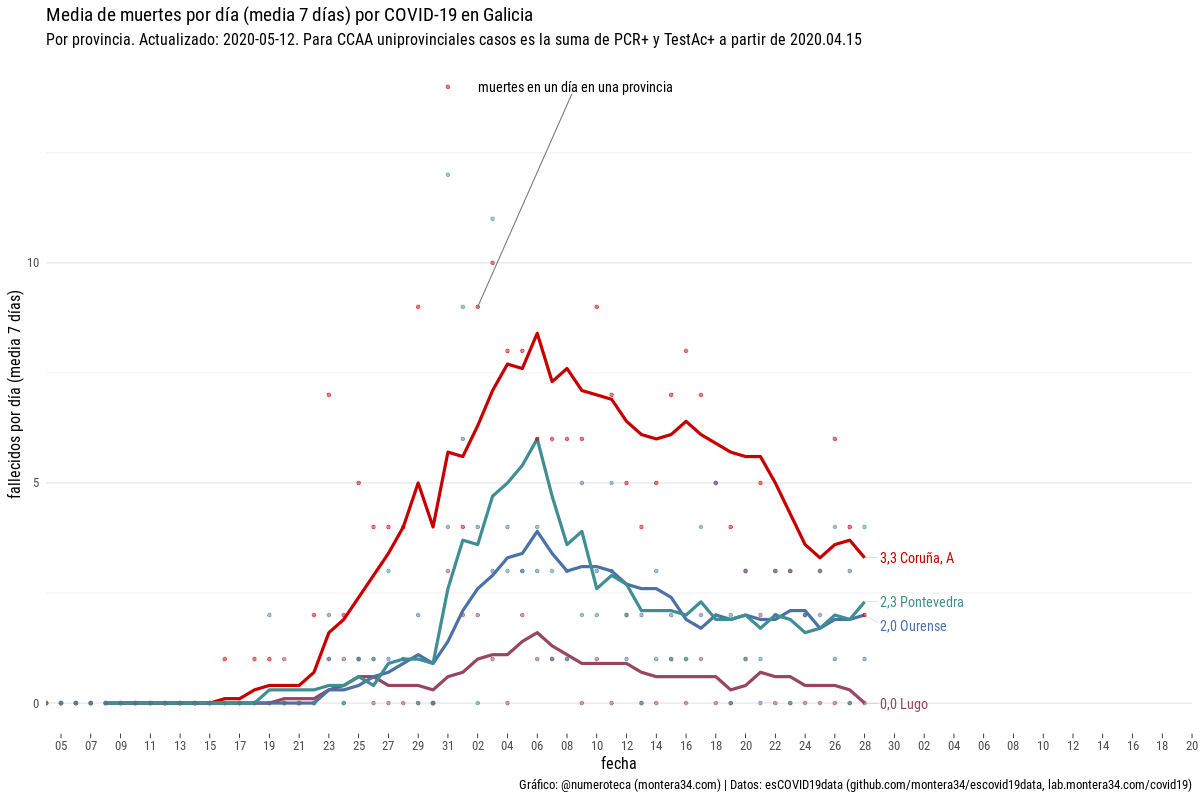 Media de muertes por día (media 7 días) por COVID-19 en Galicia
Por provincia. Actualizado: 2020-05-12. Para CCAA uniprovinciales casos es la suma de PCR+ y TestAc+ a partir de 2020.04.15
muertes en un día en una provincia
fallecidos por día (media 7 días)
10
5
0
3,3 Coruña, A
2,3 Pontevedra
2,0 Ourense
0,0 Lugo
05 07 09 11 13 15 17 19 21 23 25 27 29 31 02 04 06 08 10 12 14 16 18 20 22 24 26 28 30 02 04 06 08 10 12 14 16 18 20
fecha
Gráfico: @numeroteca (montera34.com) | Datos: esCOVID19data (github.com/montera34/escovid19data, lab.montera34.com/covid19)